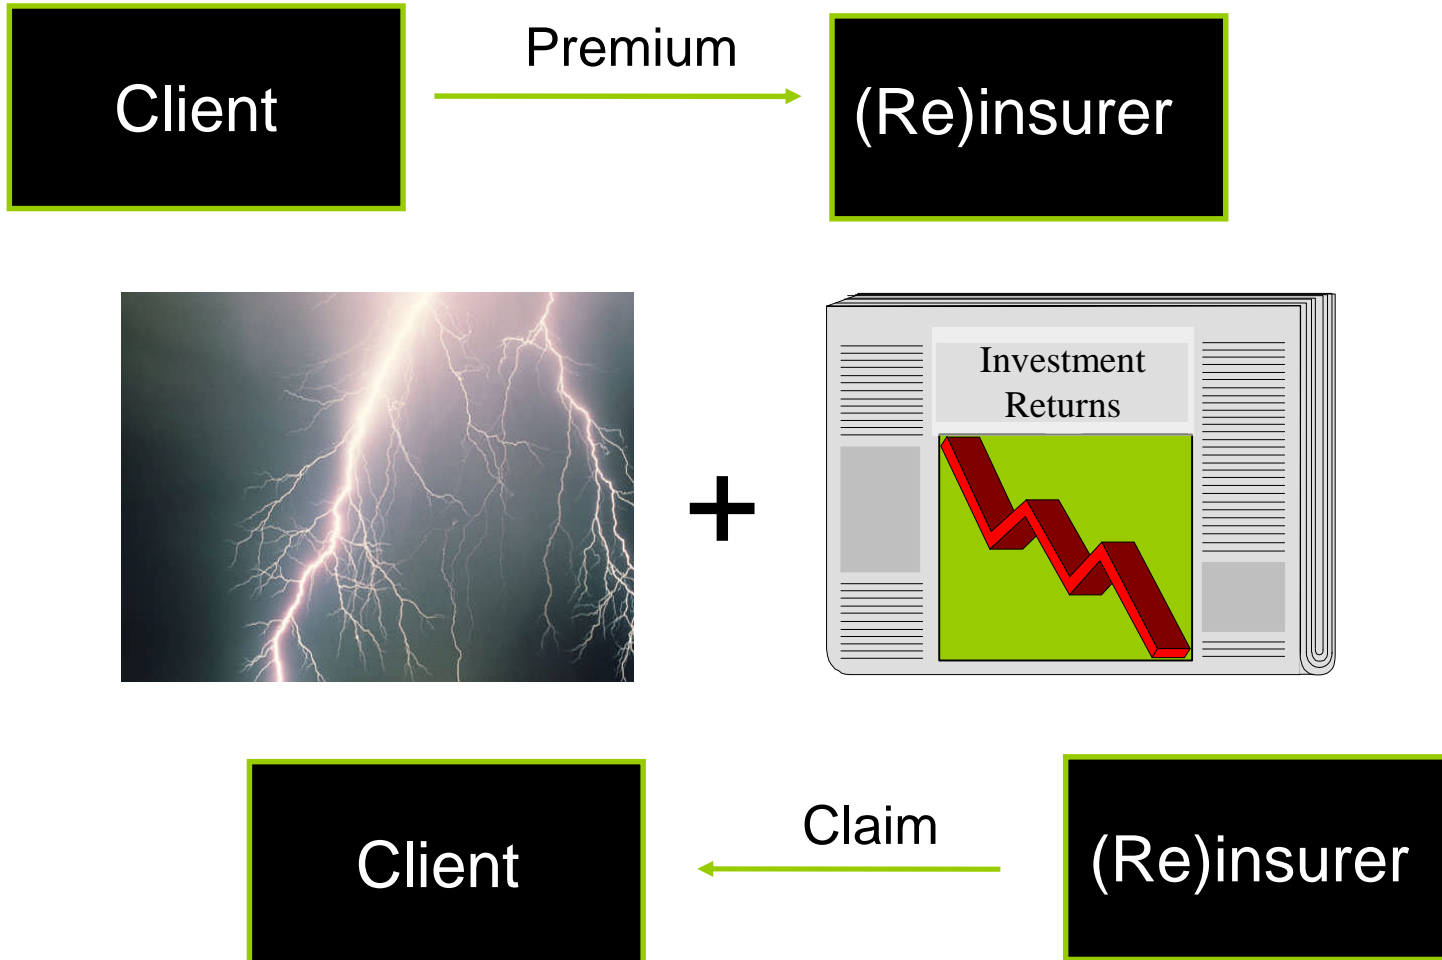 Premium
Client
(Re)insurer
Investment
Returns
+
Claim
Client
(Re)insurer